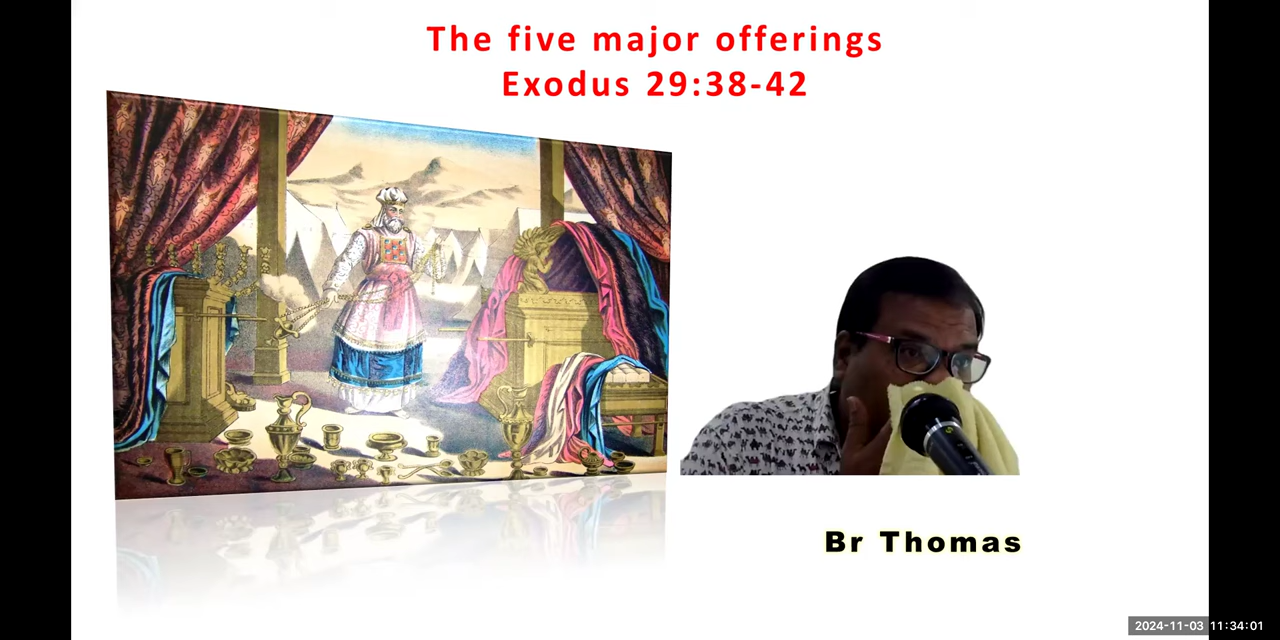 The five major offerings
Exodus 29:38-42
Br Thomas
2024-11-03 11:34:01